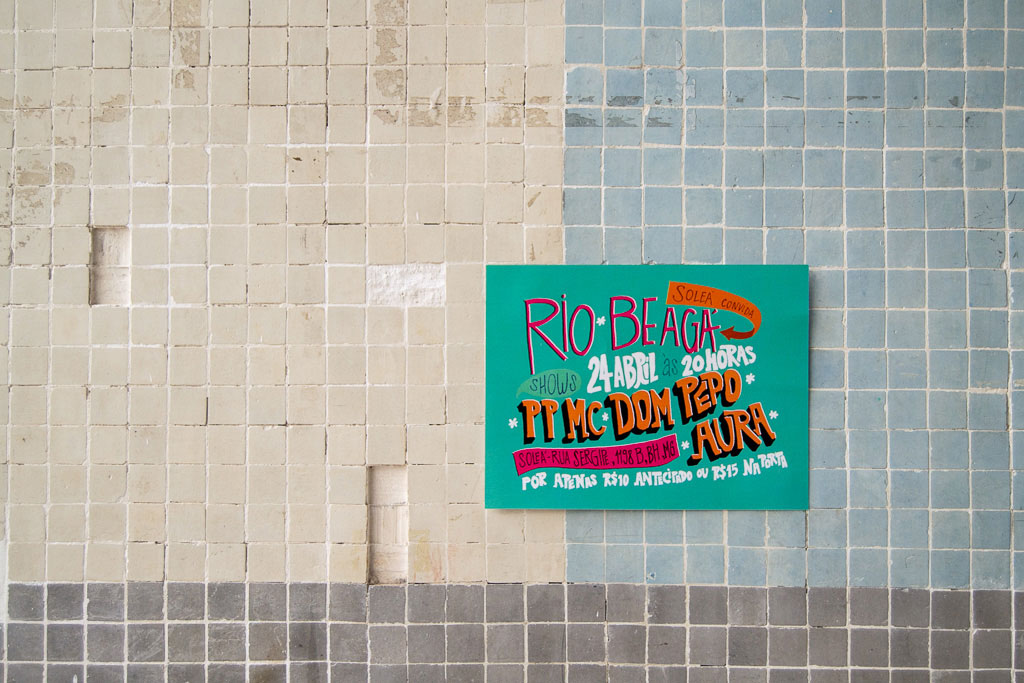 SOLEA CONVIDA
RIO * BEAGÁ
SHOWS 24 ABRIL às 20 HORAS
PP MC * DOM PEPO
* AURA *
SOLEA - RUA SERGIPE, 1198 B, BH. MG
POR APENAS R$10 ANTECIPADO OU R$15 NA PORTA